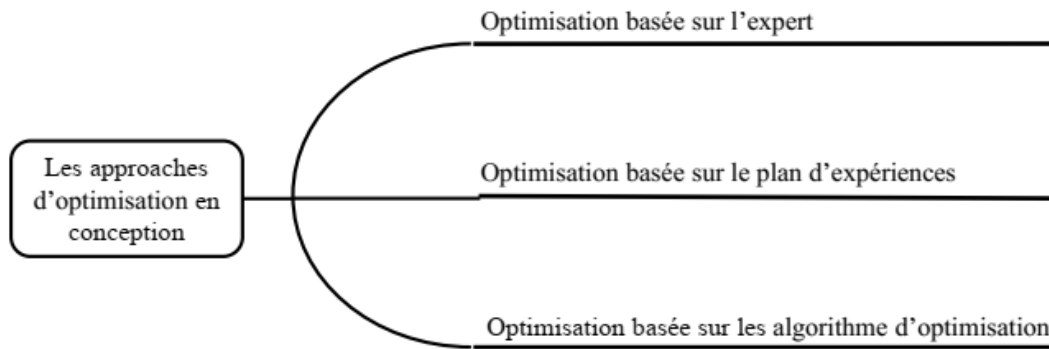 Optimisation basée sur l’expert
Les approaches
d’optimisation en
conception
Optimisation basée sur le plan d’expériences
Optimisation basée sur les algorithme d’optimisation